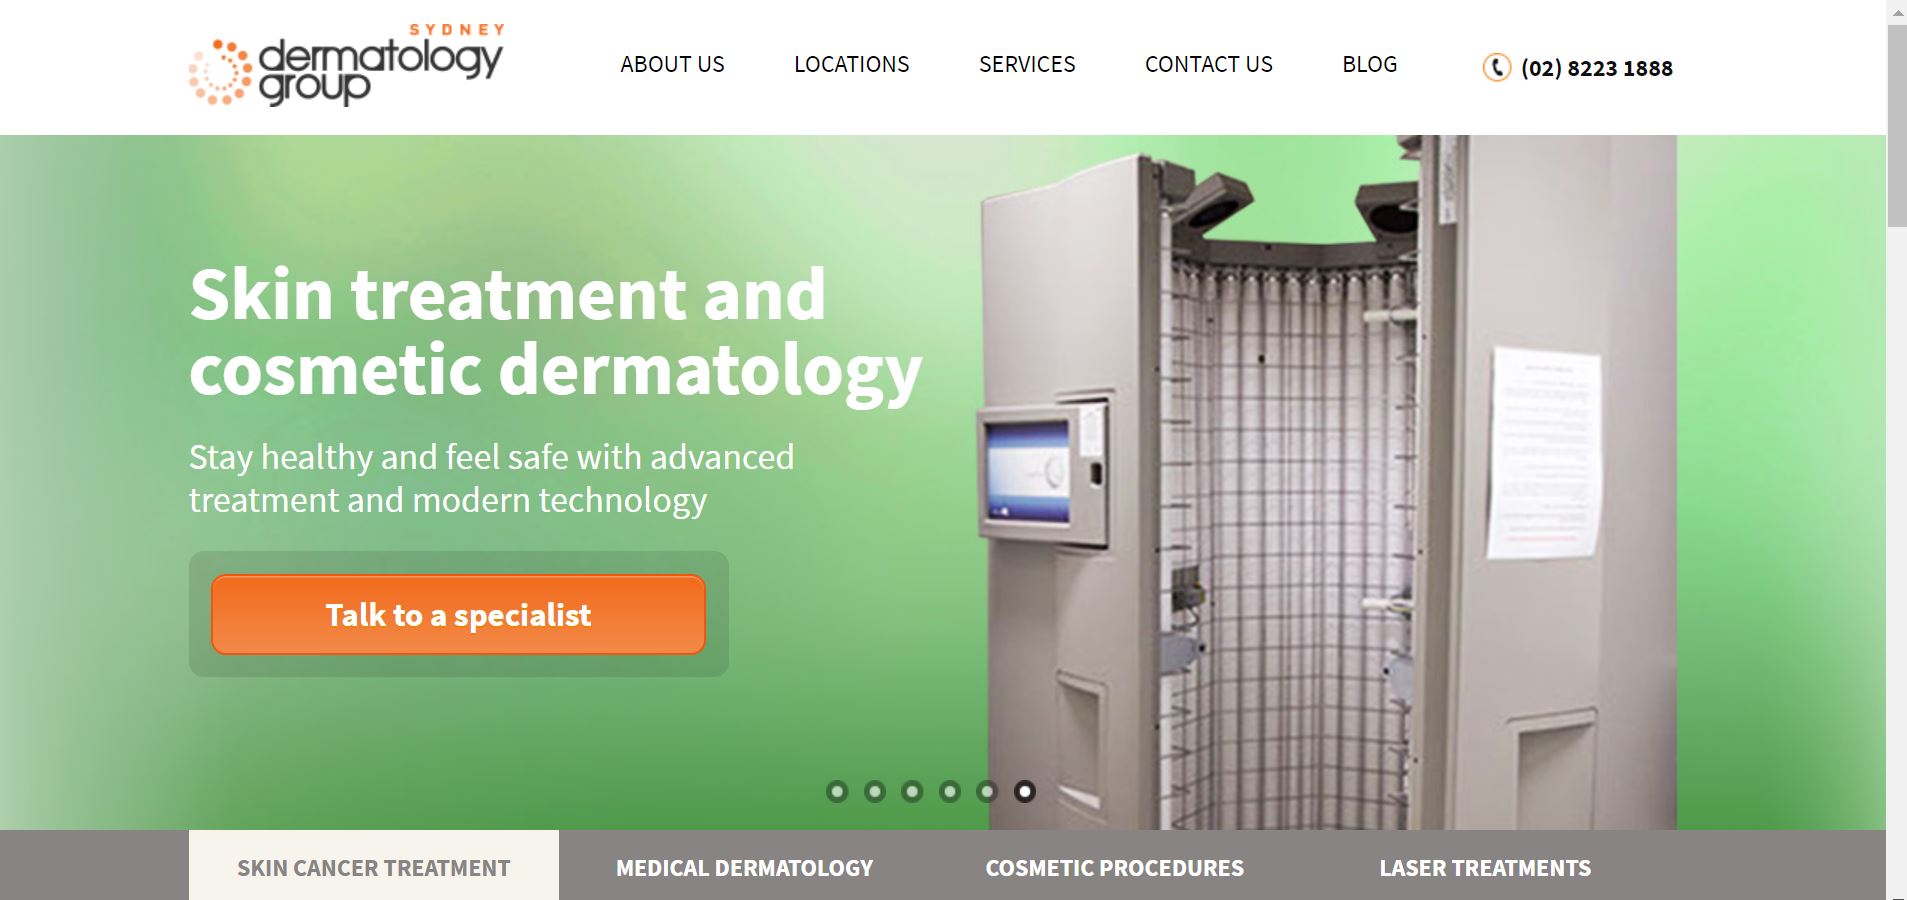 SYDNEY
dermatology
group
ABOUT US
LOCATIONS
SERVICES
CONTACT US
BLOG
(02) 8223 1888
Skin treatment and
cosmetic dermatology
Stay healthy and feel safe with advanced
treatment and modern technology
Talk to a specialist
SKIN CANCER TREATMENT
MEDICAL DERMATOLOGY
COSMETIC PROCEDURES
LASER TREATMENTS